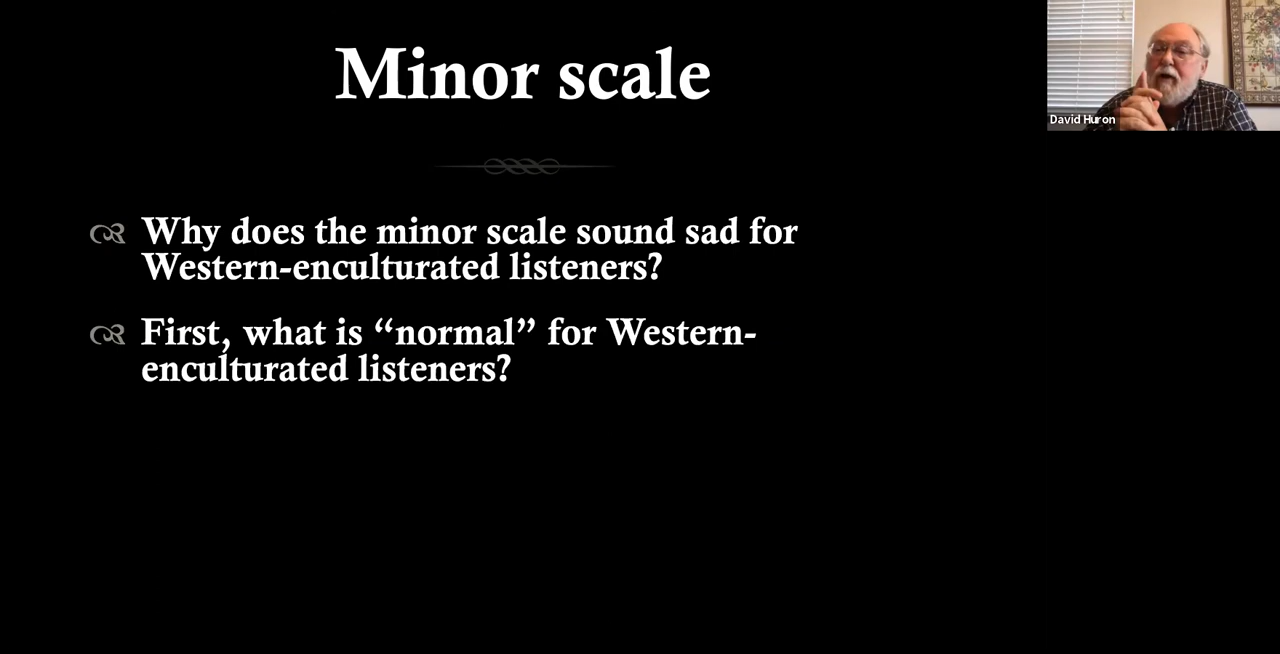 Minor scale
David Huron
Why does the minor scale sound sad for
Western-enculturated listeners?
First, what is “normal” for Western-
enculturated listeners?